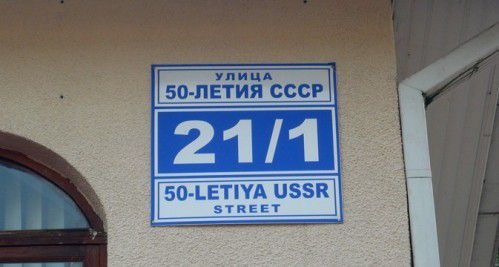 УЛИЦА
50-ЛЕТИЯ СССР
21/1
50-LETIYA USSR
STREET